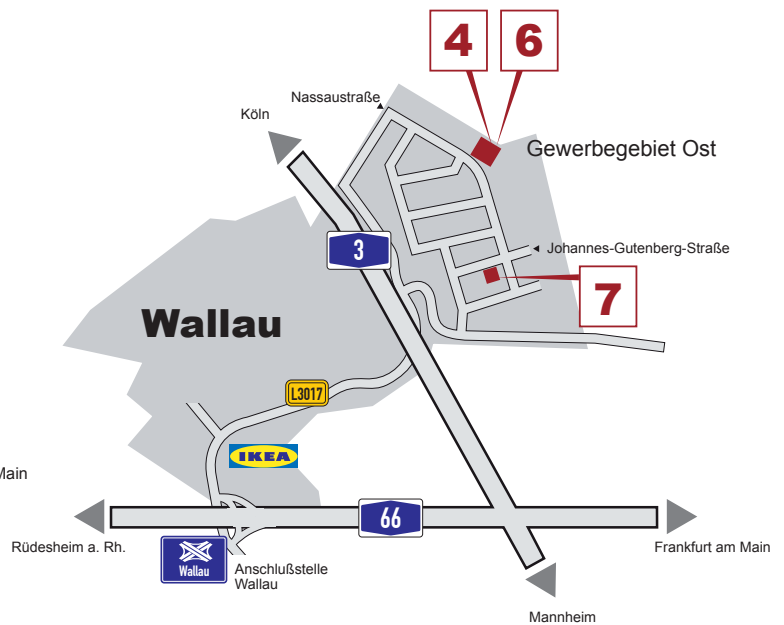 4
6
Nassaustraße
Köln
Gewerbegebiet Ost
3
Johannes-Gutenberg-Straße
7
Wallau
L3017
IKEA
Main
66
Rüdesheim a. Rh.
Frankfurt am Main
Wallau
Anschlußstelle
Wallau
Mannheim